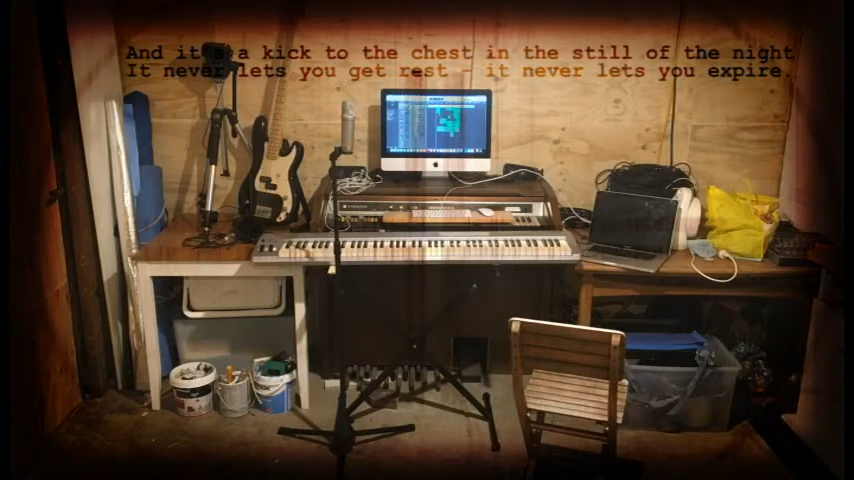 And it's a kick to the chest in the still of the night
It never lets you get rest , it never lets you expire.